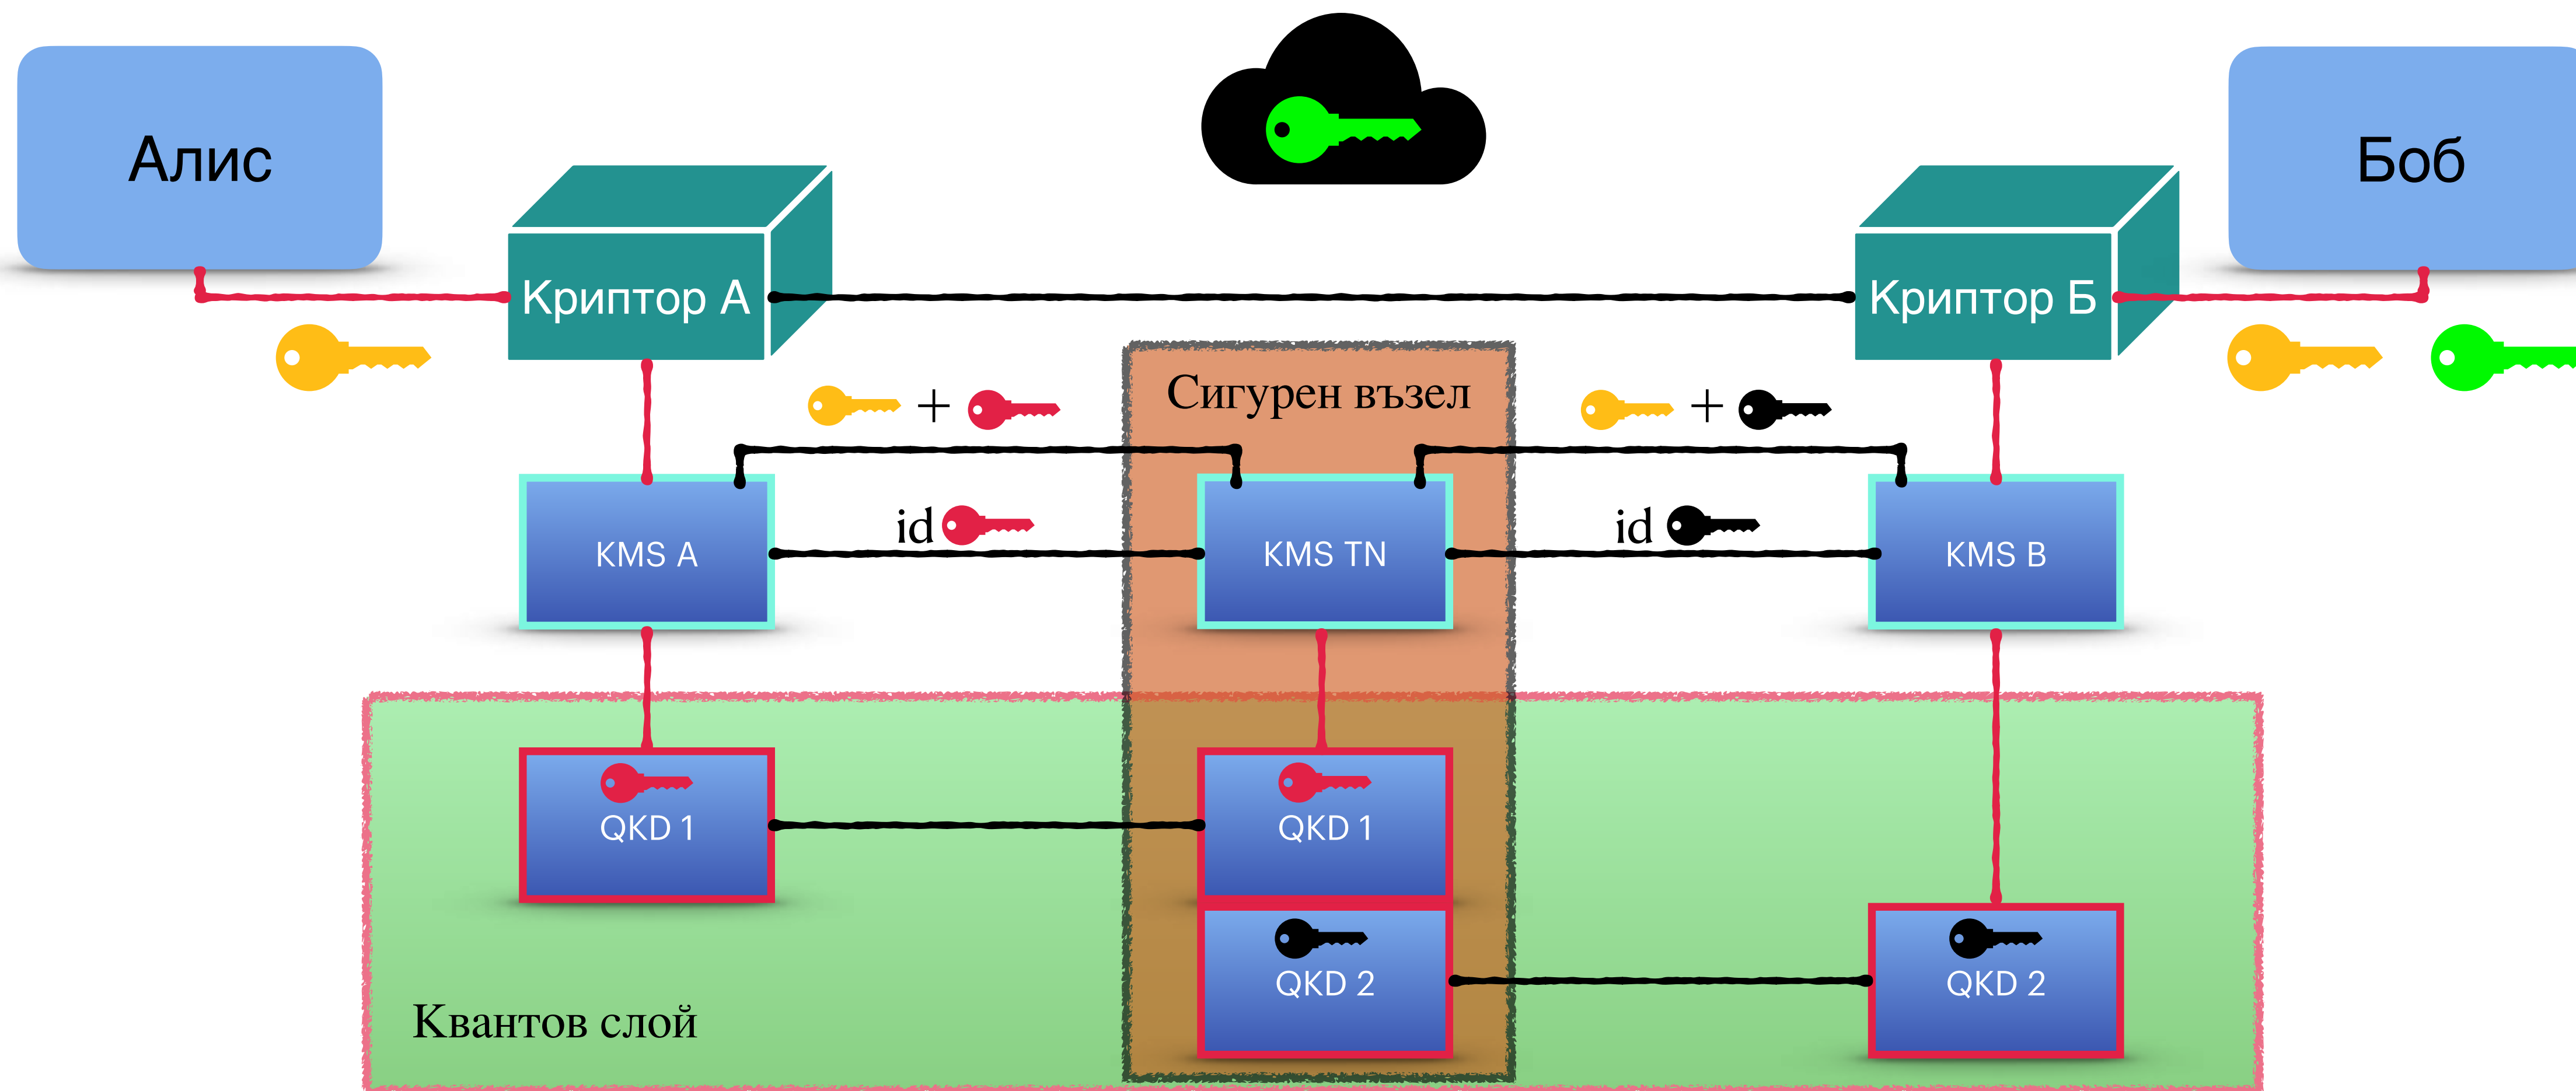 Алис
Боб
Криптор А
Криптор Б
Сигурен възел
+
+
id
id
KMS A
KMS TN
KMS B
QKD 1
QKD 1
QKD 2
QKD 2
Квантов слой